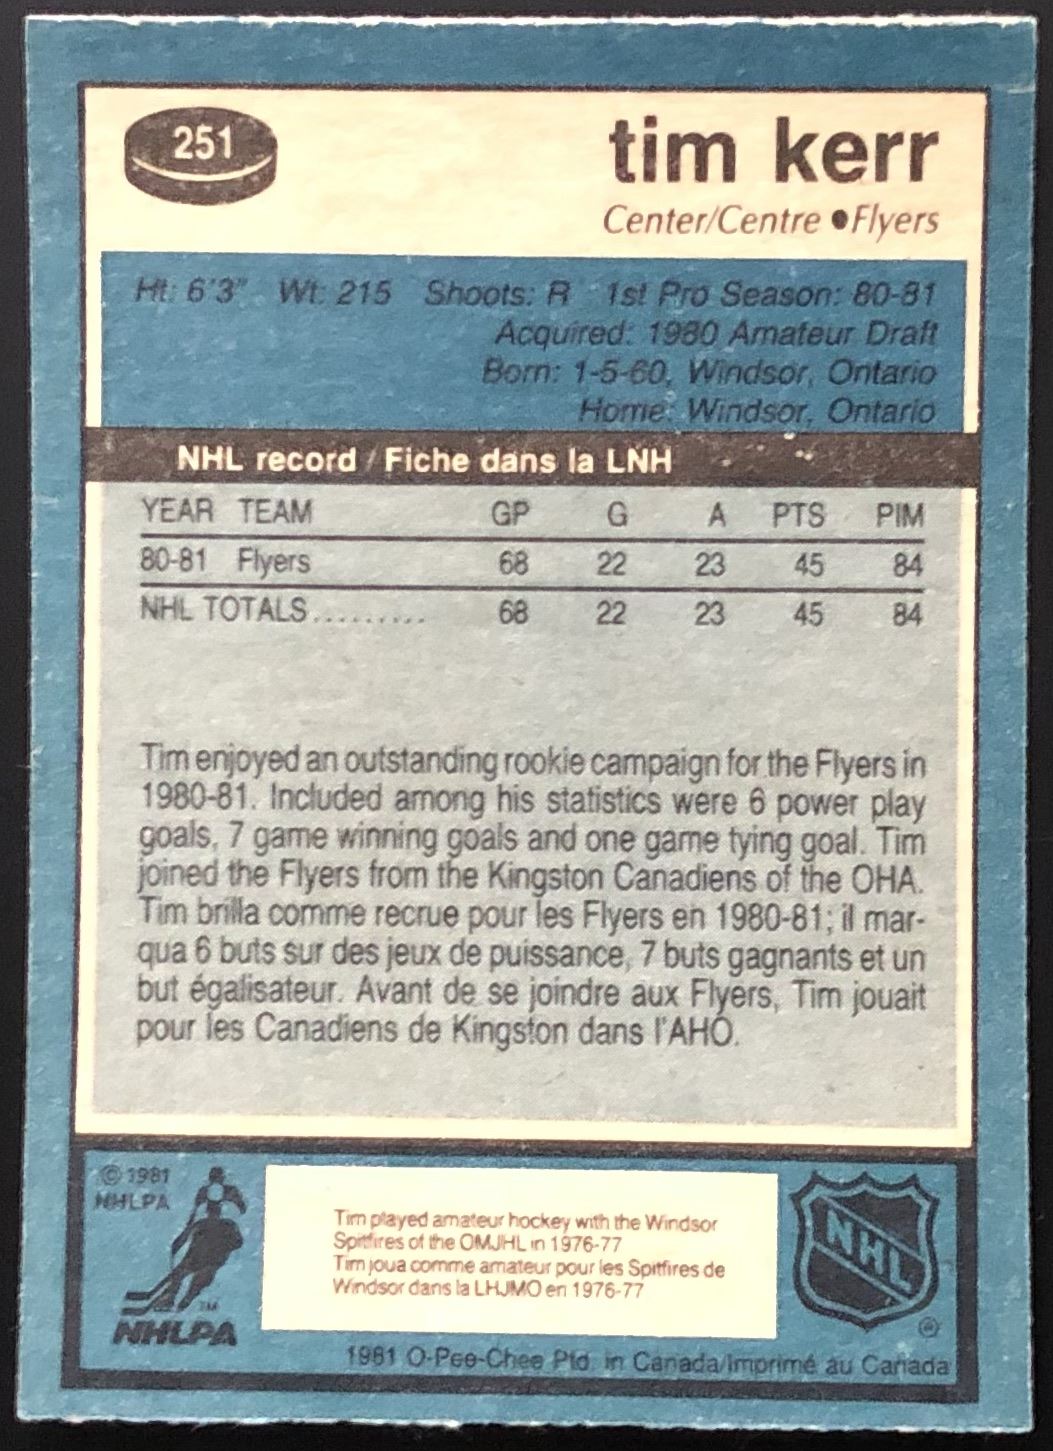 251
tim kerr
Center/Centre ●Flyers
Ht: 6'3" Wt: 215 Shoots: R 1st Pro Season: 80-81
Acquired: 1980 Amateur Draft
Born: 1-5-60, Windsor, Ontario
Home: Windsor, Ontario
NHL record / Fiche dans la LNH
YEAR TEAM GP G A PTS PIM
80-81 Flyers 68 22 23 45 84
NHL TOTALS......... 68 22 23 45 84
Tim enjoyed an outstanding rookie campaign for the Flyers in
1980-81. Included among his statistics were 6 power play
goals, 7 game winning goals and one game tying goal. Tim
joined the Flyers from the Kingston Canadiens of the OHA.
Tim brilla comme recrue pour les Flyers en 1980-81; il mar-
qua 6 buts sur des jeux de puissance, 7 buts gagnants et un
but égalisateur. Avant de se joindre aux Flyers, Tim jouait
pour les Canadiens de Kingston dans l'AHO.
© 1981
NHLPA
TM
NHLPA
Tim played amateur hockey with the Windsor
Spitfires of the OMJHL in 1976-77
Tim joua comme amateur pour les Spitfires de
Windsor dans la LHJMO en 1976-77
NHL
®
1981 O-Pee-Chee Ptd. in Canada/Imprimé au Canada